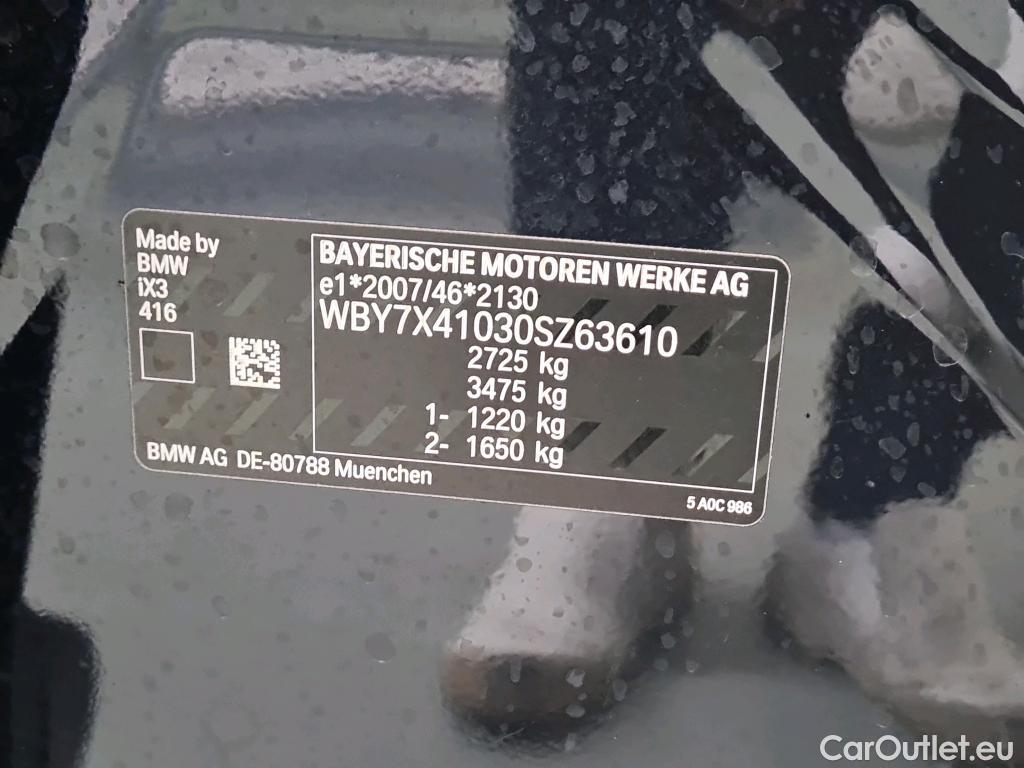 Made by
BMW
iX3
416
BAYERISCHE MOTOREN WERKE AG
e1*2007/46*2130
WBY7X41030SZ63610
2725 kg
3475 kg
1- 1220 kg
2- 1650 kg
BMW AG DE-80788 Muenchen
5 A0C 986
CarOutlet.eu